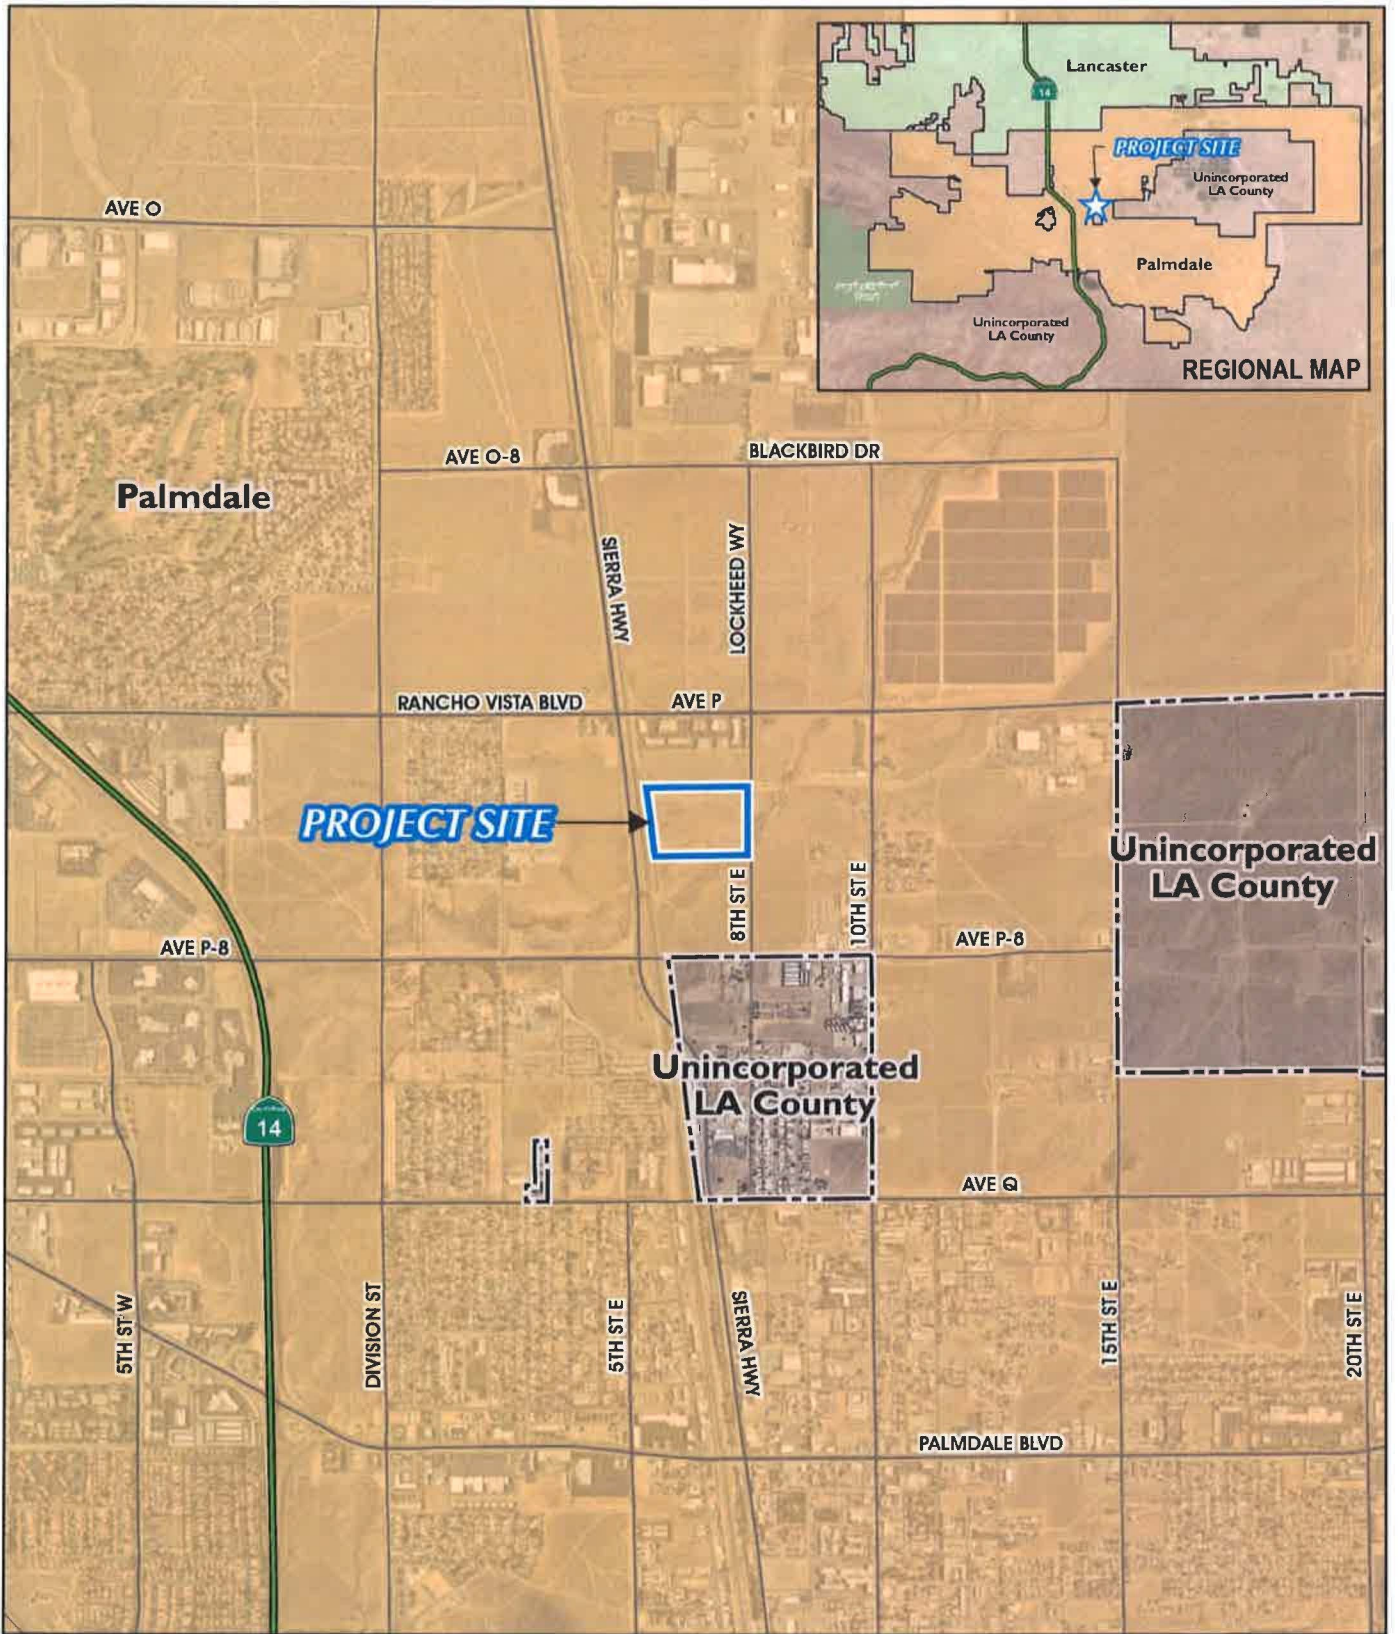 Lancaster
14
PROJECT SITE
Unincorporated
LA County
Palmdale
Unincorporated
LA County
REGIONAL MAP
AVE O
AVE O-8
BLACKBIRD DR
Palmdale
SIERRA HWY
LOCKHEED WY
RANCHO VISTA BLVD
AVE P
PROJECT SITE
Unincorporated
LA County
8TH ST E
10TH ST E
AVE P-8
AVE P-8
Unincorporated
LA County
14
AVE Q
5TH ST W
DIVISION ST
5TH ST E
SIERRA HWY
15TH ST E
20TH ST E
PALMDALE BLVD